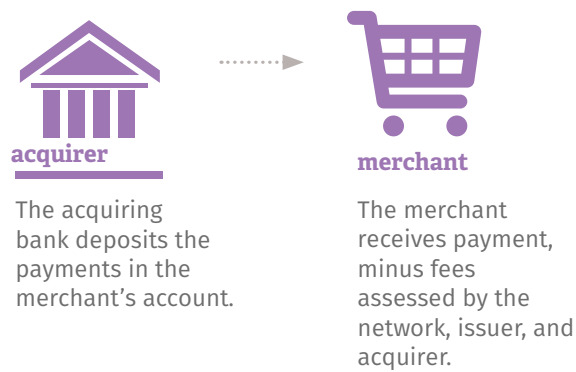 acquirer
The acquiring
bank deposits the
payments in the
merchant's account.
merchant
The merchant
receives payment,
minus fees
assessed by the
network, issuer, and
acquirer.